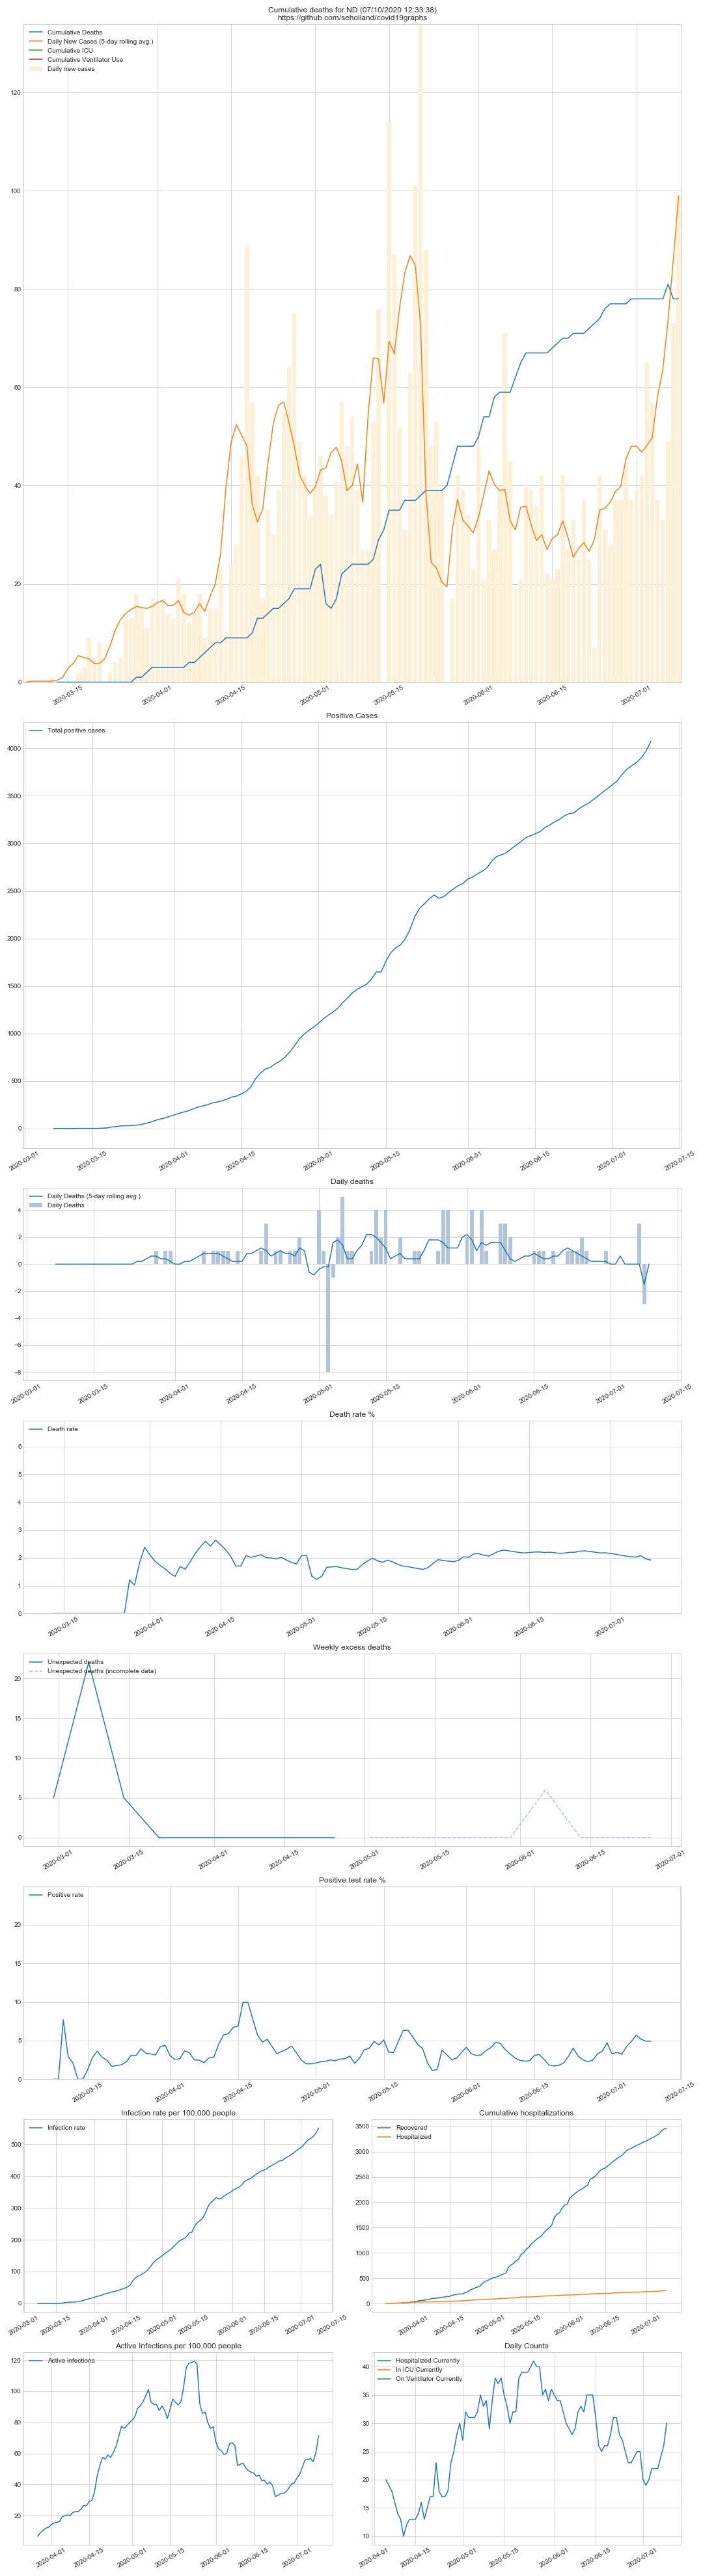 Cumulative deaths for ND (07/10/2020 12:33:38)
https://github.com/seholland/covid19graphs
Cumulative Deaths
Daily New Cases (5-day rolling avg.)
Cumulative ICU
Cumulative Ventilator Use
Daily new cases
120
100
80
60
40
20
0
2020-03-15 2020-04-01 2020-04-15 2020-05-01 2020-05-15 2020-06-01 2020-06-15 2020-07-01
Positive Cases
Total positive cases
4000
3500
3000
2500
2000
1500
1000
500
0
2020-03-01 2020-03-15 2020-04-01 2020-04-15 2020-05-01 2020-05-15 2020-06-01 2020-06-15 2020-07-01 2020-07-15
Daily deaths
Daily Deaths (5-day rolling avg.)
Daily Deaths
4
2
0
−2
−4
−6
−8
2020-03-01 2020-03-15 2020-04-01 2020-04-15 2020-05-01 2020-05-15 2020-06-01 2020-06-15 2020-07-01 2020-07-15
Death rate %
Death rate
6
5
4
3
2
1
0
2020-03-15 2020-04-01 2020-04-15 2020-05-01 2020-05-15 2020-06-01 2020-06-15 2020-07-01
Weekly excess deaths
Unexpected deaths
Unexpected deaths (incomplete data)
20
15
10
5
0
2020-03-01 2020-03-15 2020-04-01 2020-04-15 2020-05-01 2020-05-15 2020-06-01 2020-06-15 2020-07-01
Positive test rate %
Positive rate
20
15
10
5
0
2020-03-15 2020-04-01 2020-04-15 2020-05-01 2020-05-15 2020-06-01 2020-06-15 2020-07-01 2020-07-15
Infection rate per 100,000 people
Infection rate
500
400
300
200
100
0
2020-03-01 2020-03-15 2020-04-01 2020-04-15 2020-05-01 2020-05-15 2020-06-01 2020-06-15 2020-07-01 2020-07-15
Cumulative hospitalizations
Recovered
Hospitalized
3500
3000
2500
2000
1500
1000
500
0
2020-04-01 2020-04-15 2020-05-01 2020-05-15 2020-06-01 2020-06-15 2020-07-01
Active Infections per 100,000 people
Active infections
120
100
80
60
40
20
2020-04-01 2020-04-15 2020-05-01 2020-05-15 2020-06-01 2020-06-15 2020-07-01
Daily Counts
Hospitalized Currently
In ICU Currently
On Ventilator Currently
40
35
30
25
20
15
10
2020-04-01 2020-04-15 2020-05-01 2020-05-15 2020-06-01 2020-06-15 2020-07-01